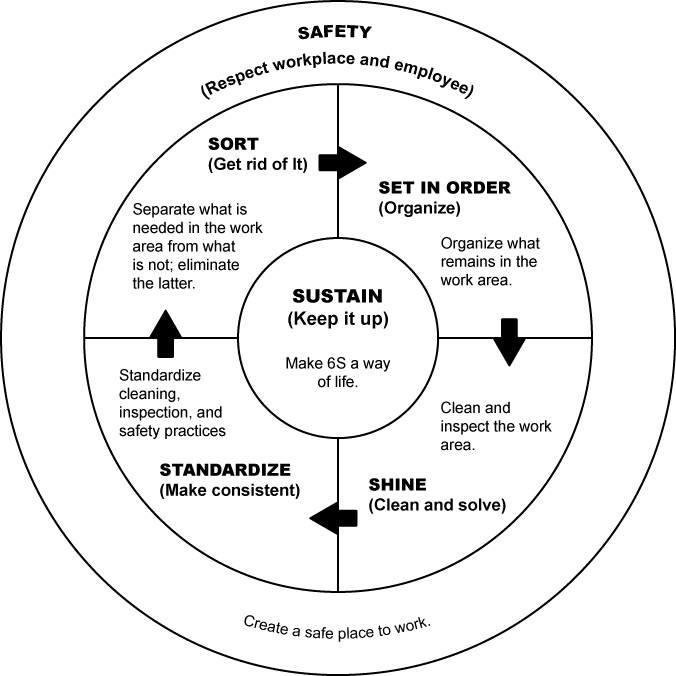 SAFETY
(Respect workplace and employee)
SORT
(Get rid of It)
Separate what is
needed in the work
area from what
is not; eliminate
the latter.
SET IN ORDER
(Organize)
Organize what
remains in the
work area.
SUSTAIN
(Keep it up)
Make 6S a way
of life.
Clean and
inspect the work
area.
SHINE
(Clean and solve)
Standardize
cleaning,
inspection, and
safety practices
STANDARDIZE
(Make consistent)
Create a safe place to work.